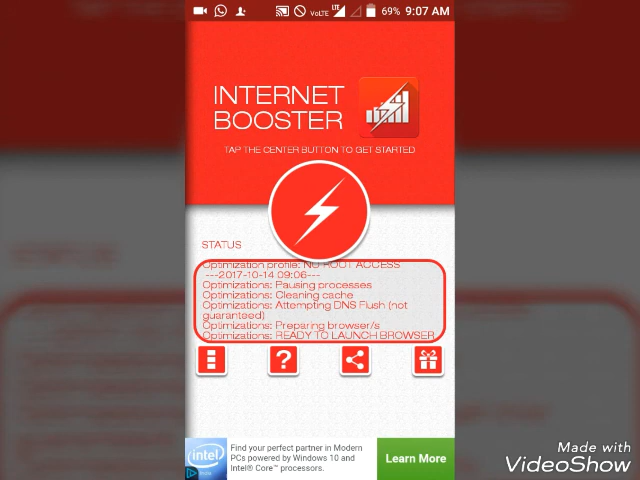 VoLTE LTE 69% 9:07 AM
INTERNET
BOOSTER
TAP THE CENTER BUTTON TO GET STARTED
STATUS
Optimization profile: NO ROOT ACCESS
---2017-10-14 09:06---
Optimizations: Pausing processes
Optimizations: Cleaning cache
Optimizations: Attempting DNS Flush (not
guaranteed)
Optimizations: Preparing browser/s
Optimizations: READY TO LAUNCH BROWSER
?
intel
Find your perfect partner in Modern
PCs powered by Windows 10 and
Intel® Core™ processors.
Learn More
Made with
VideoShow